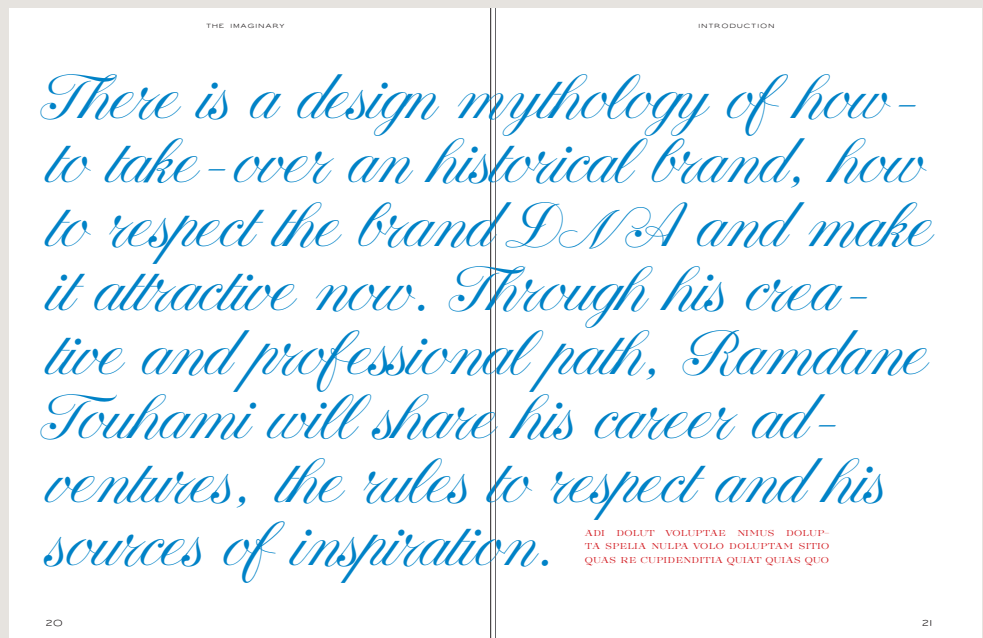 THE IMAGINARY
INTRODUCTION
There is a design mythology of how-
to take-over an historical brand, how
to respect the brand DNA and make
it attractive now. Through his crea-
tive and professional path, Ramdane
Touhami will share his career ad-
ventures, the rules to respect and his
sources of inspiration.
ADI DOLUT VOLUPTAE NIMUS DOLUP-
TA SPELIA NULPA VOLO DOLUPTAM SITIO
QUAS RE CUPIDENDITIA QUIAT QUIAS QUO
20
21